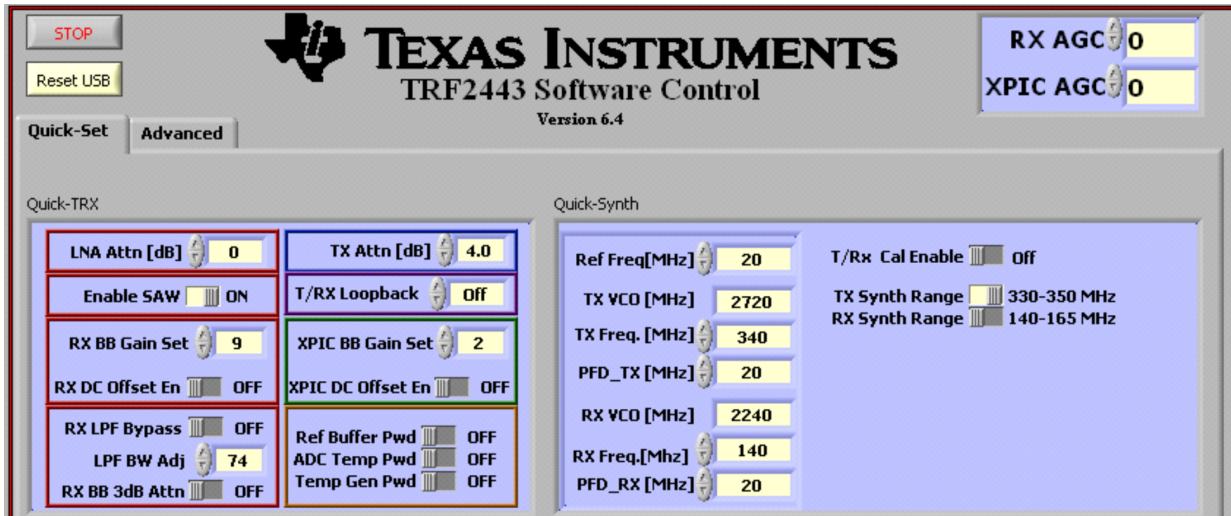 STOP
Reset USB
TEXAS INSTRUMENTS
TRF2443 Software Control
Version 6.4
RX AGC 0
XPIC AGC 0
Quick-Set Advanced
Quick-TRX
LNA Attn [dB] 0
TX Attn [dB] 4.0
Enable SAW ON
T/RX Loopback Off
RX BB Gain Set 9
XPIC BB Gain Set 2
RX DC Offset En OFF
XPIC DC Offset En OFF
RX LPF Bypass OFF
LPF BW Adj 74
RX BB 3dB Attn OFF
Ref Buffer Pwd OFF
ADC Temp Pwd OFF
Temp Gen Pwd OFF
Quick-Synth
Ref Freq[MHz] 20
TX VCO [MHz] 2720
TX Freq. [MHz] 340
PFD_TX [MHz] 20
RX VCO [MHz] 2240
RX Freq.[Mhz] 140
PFD_RX [MHz] 20
T/Rx Cal Enable Off
TX Synth Range 330-350 MHz
RX Synth Range 140-165 MHz